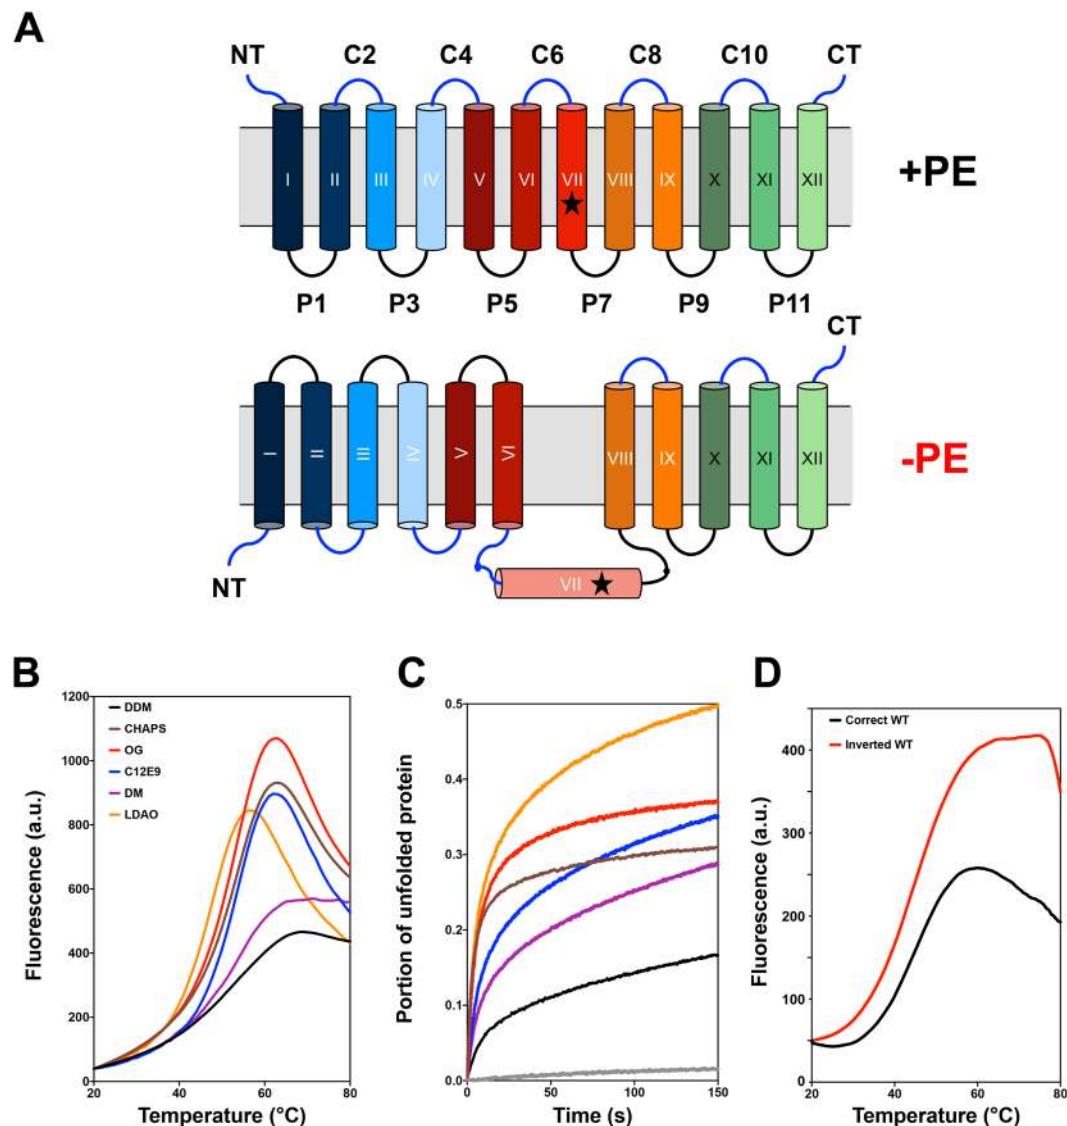 A
NT C2 C4 C6 C8 C10 CT
I II III IV V VI VII VIII IX X XI XII
+PE
P1 P3 P5 P7 P9 P11
CT
I II III IV V VI VIII IX X XI XII
-PE
NT
VII
B
1200
1000
800
600
400
200
0
Fluorescence (a.u.)
DDM
CHAPS
OG
C12E9
DM
LDAO
20 40 60 80
Temperature (°C)
C
0.5
0.4
0.3
0.2
0.1
0.0
Portion of unfolded protein
0 50 100 150
Time (s)
D
400
300
200
100
0
Fluorescence (a.u.)
Correct WT
Inverted WT
20 40 60 80
Temperature (°C)